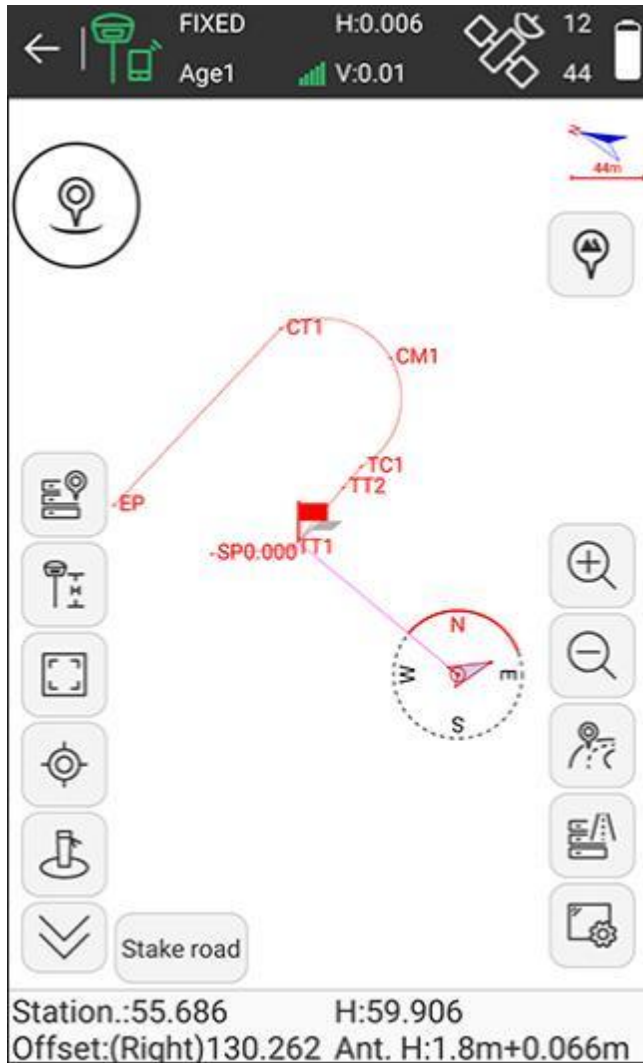 FIXED H:0.006 12
Age1 V:0.01 44
N
44m
CT1
CM1
TC1
TT2
EP
SP0.000 TT1
N
W E
S
Stake road
Station.:55.686 H:59.906
Offset:(Right)130.262 Ant. H:1.8m+0.066m